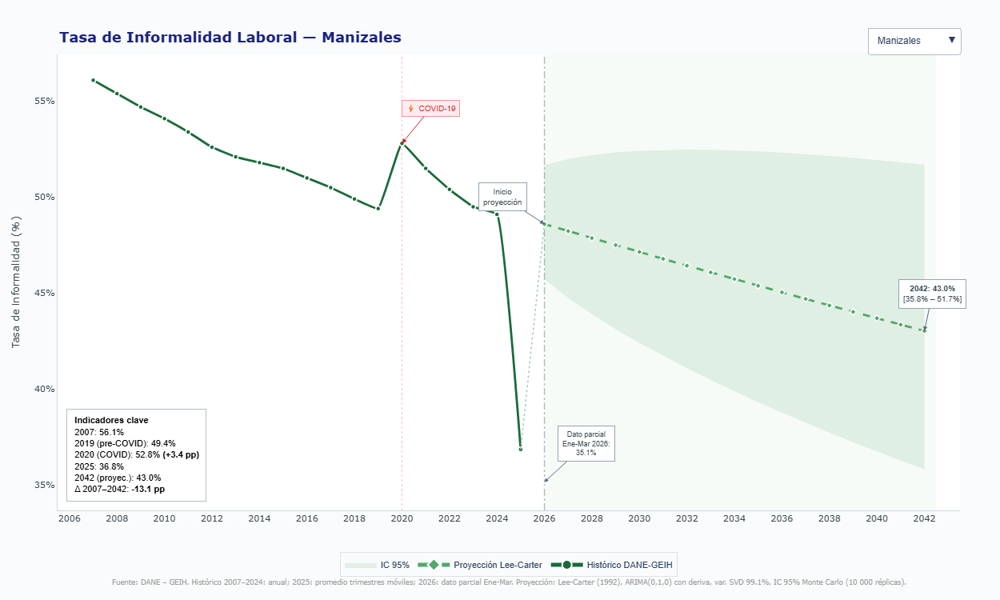 Tasa de Informalidad Laboral — Manizales
Manizales ▼
Tasa de Informalidad (%)
55%
50%
45%
40%
35%
⚡ COVID-19
Inicio
proyección
2042: 43.0%
[35.8% – 51.7%]
Dato parcial
Ene-Mar 2026:
35.1%
Indicadores clave
2007: 56.1%
2019 (pre-COVID): 49.4%
2020 (COVID): 52.8% (+3.4 pp)
2025: 36.8%
2042 (proyec.): 43.0%
Δ 2007–2042: -13.1 pp
2006 2008 2010 2012 2014 2016 2018 2020 2022 2024 2026 2028 2030 2032 2034 2036 2038 2040 2042
IC 95% Proyección Lee-Carter Histórico DANE-GEIH
Fuente: DANE – GEIH. Histórico 2007–2024: anual; 2025: promedio trimestres móviles; 2026: dato parcial Ene-Mar. Proyección: Lee-Carter (1992), ARIMA(0,1,0) con deriva, var. SVD 99.1%, IC 95% Monte Carlo (10 000 réplicas).